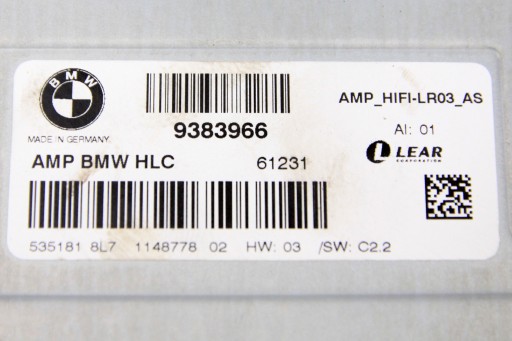 BMW
AMP_HIFI-LR03_AS
9383966
AI: 01
MADE IN GERMANY
AMP BMW HLC 61231
LEAR
CORPORATION
535181 8L7 1148778 02 HW: 03 /SW: C2.2